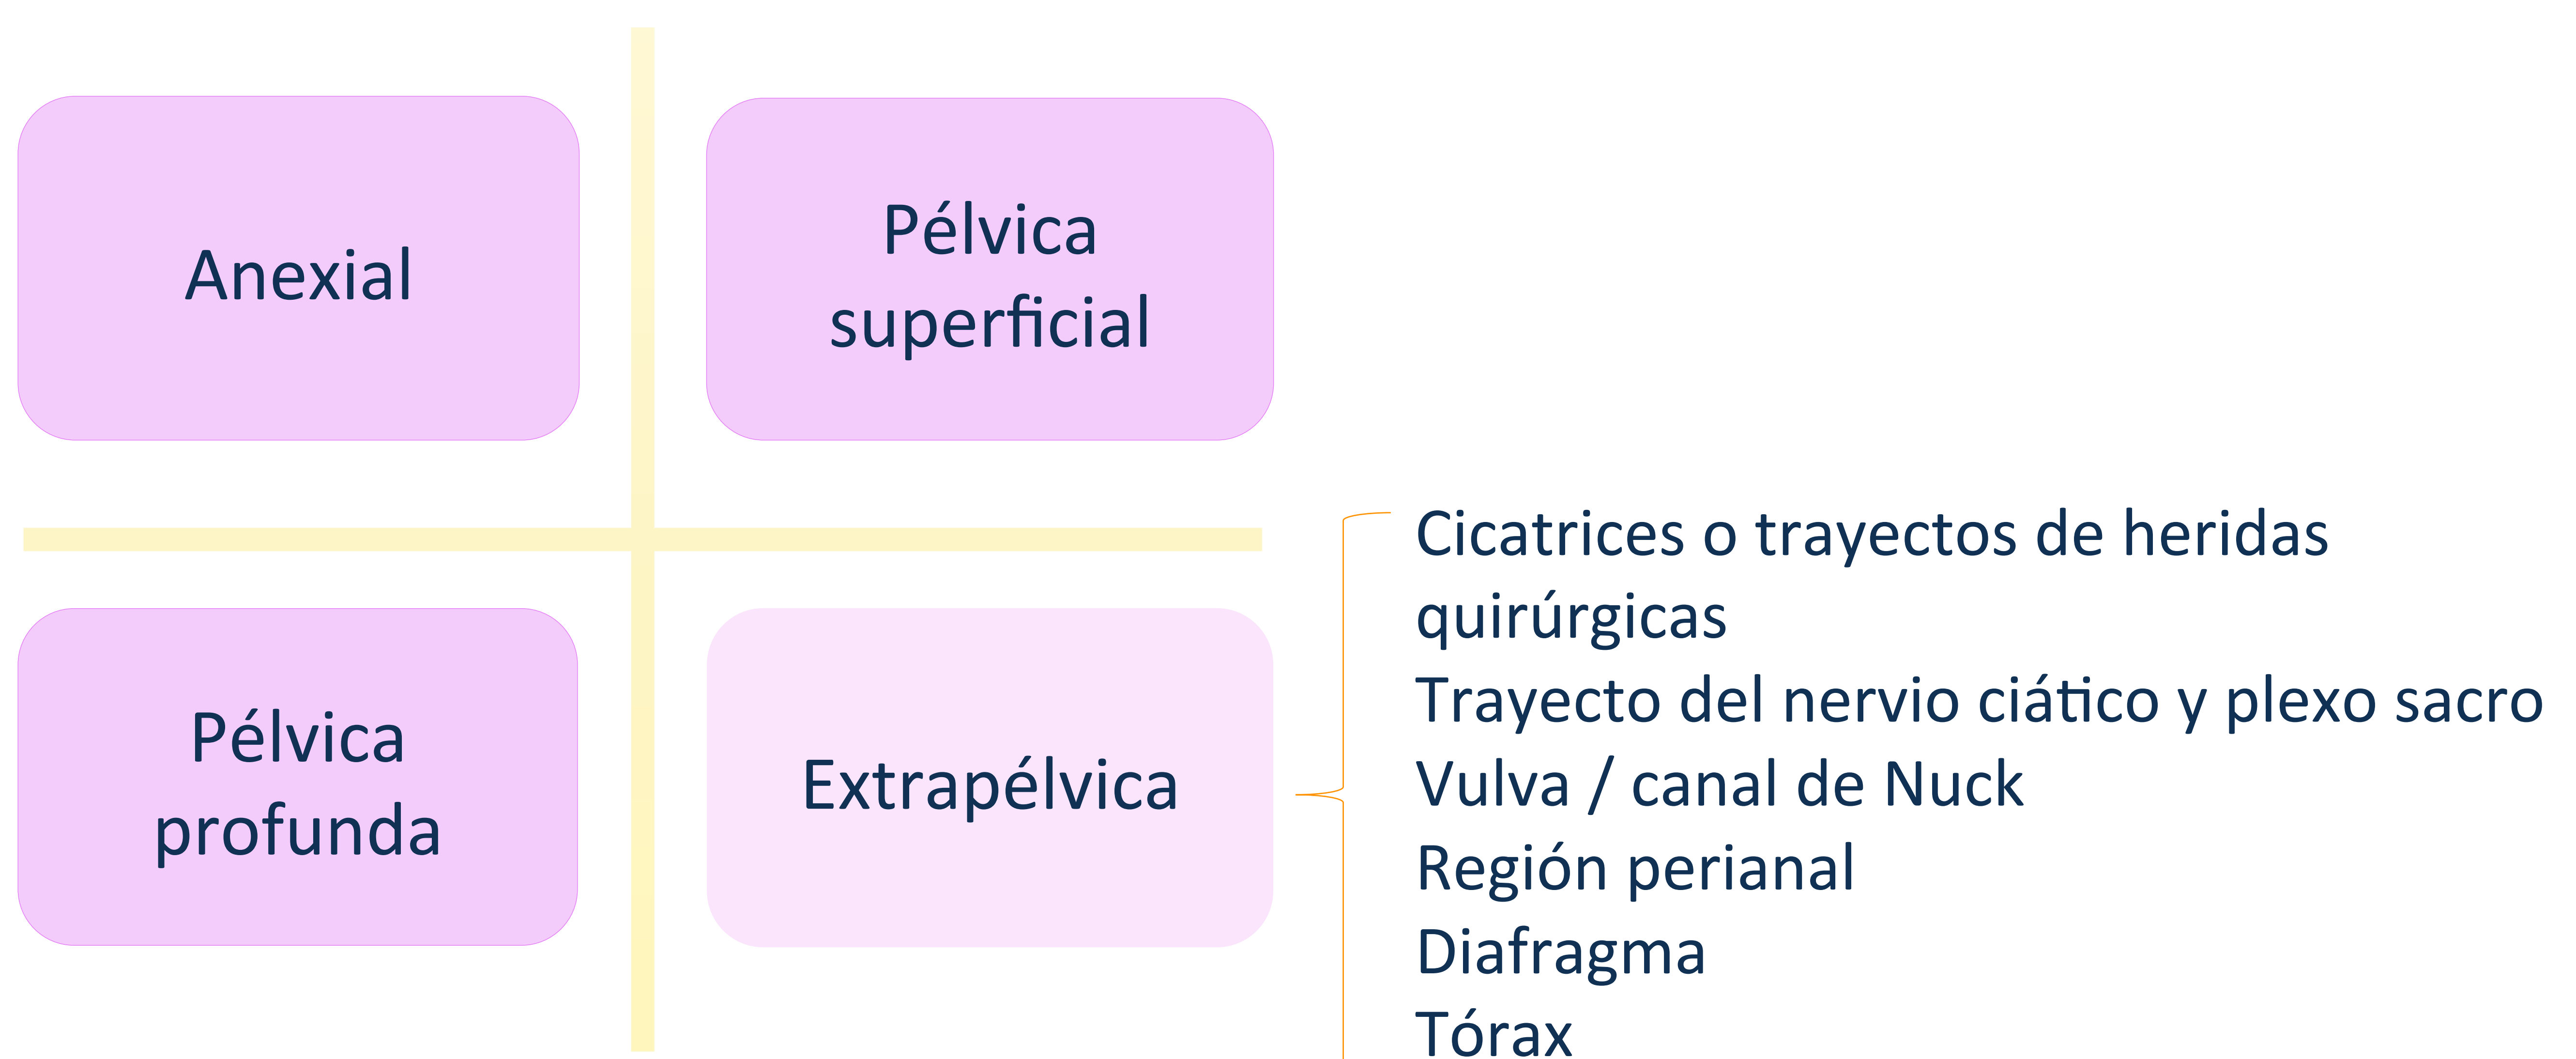 Anexial
Pélvica
superficial
Pélvica
profunda
Extrapélvica
Cicatrices o trayectos de heridas
quirúrgicas
Trayecto del nervio ciático y plexo sacro
Vulva / canal de Nuck
Región perianal
Diafragma
Tórax